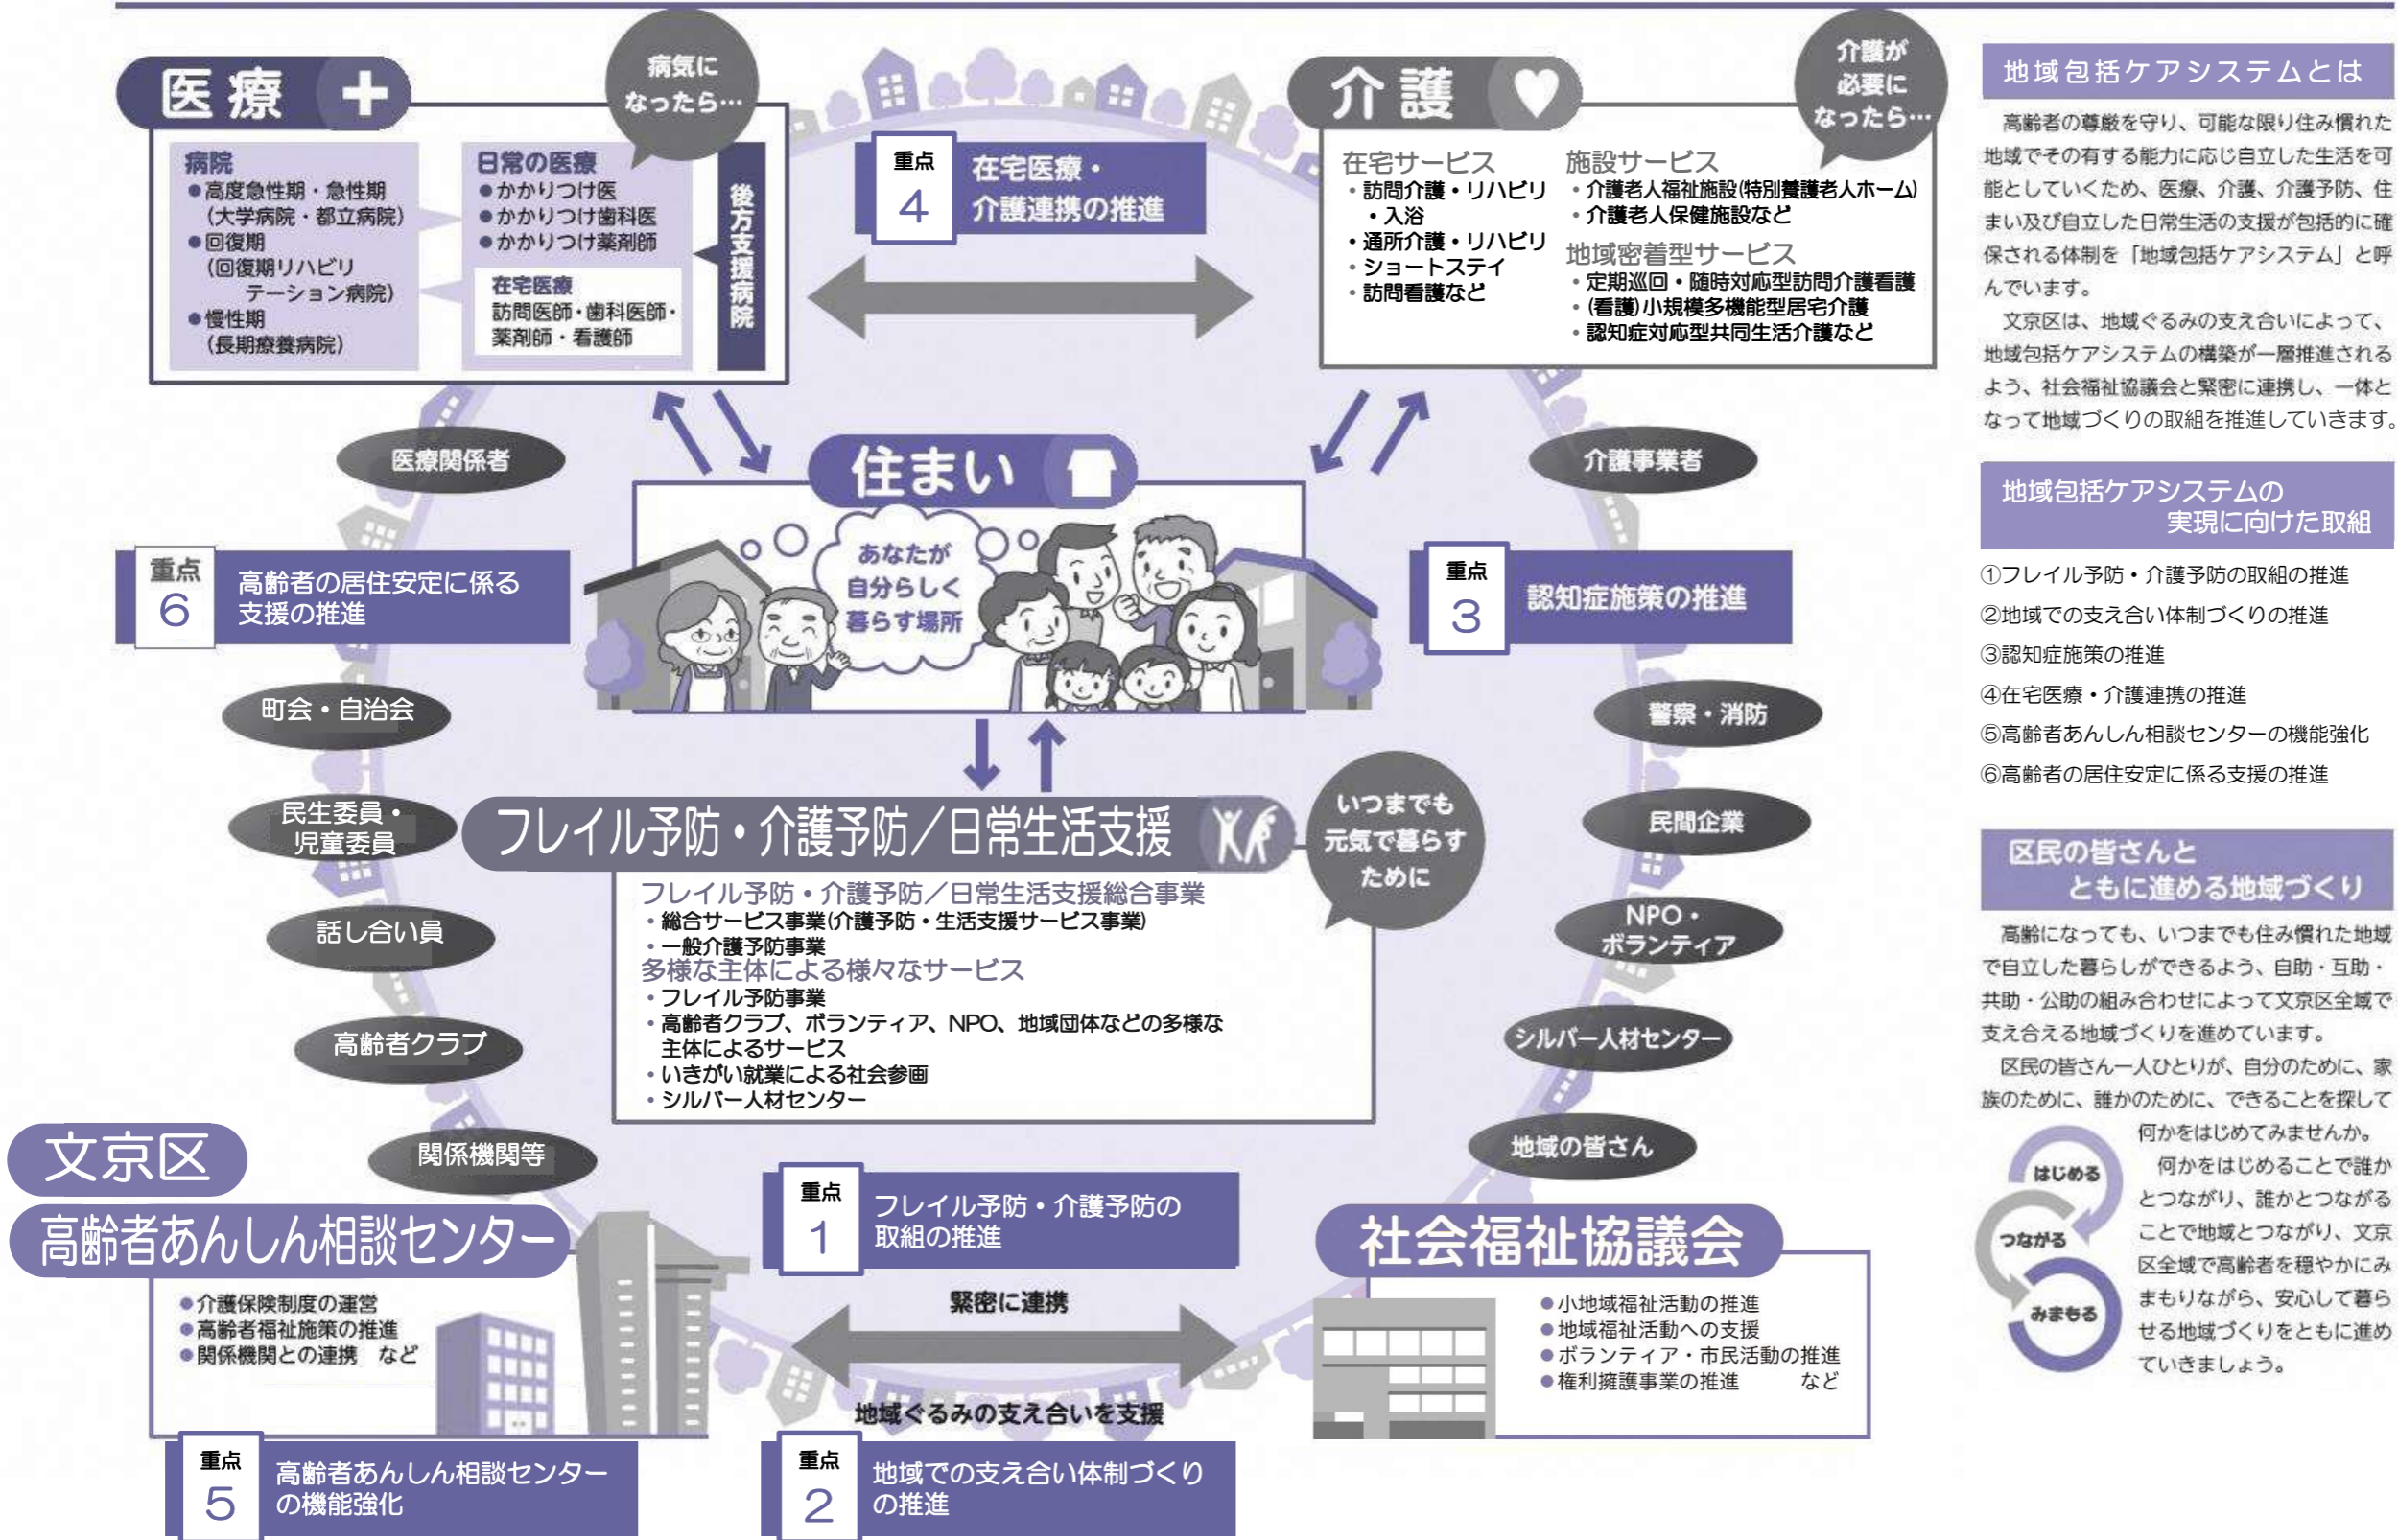 医療
病気に
なったら…
病院
●高度急性期・急性期
(大学病院・都立病院)
●回復期
(回復期リハビリ
テーション病院)
●慢性期
(長期療養病院)
日常の医療
●かかりつけ医
●かかりつけ歯科医
●かかりつけ薬剤師
在宅医療
訪問医師・歯科医師・
薬剤師・看護師
後方支援病院
重点
4
在宅医療・
介護連携の推進
介護
介護が
必要に
なったら…
在宅サービス
・訪問介護・リハビリ
・入浴
・通所介護・リハビリ
・ショートステイ
・訪問看護など
施設サービス
・介護老人福祉施設(特別養護老人ホーム)
・介護老人保健施設など
地域密着型サービス
・定期巡回・随時対応型訪問介護看護
・(看護)小規模多機能型居宅介護
・認知症対応型共同生活介護など
医療関係者
住まい
あなたが
自分らしく
暮らす場所
介護事業者
重点
6
高齢者の居住安定に係る
支援の推進
重点
3
認知症施策の推進
町会・自治会
民生委員・
児童委員
話し合い員
高齢者クラブ
関係機関等
警察・消防
民間企業
NPO・
ボランティア
シルバー人材センター
地域の皆さん
フレイル予防・介護予防／日常生活支援
いつまでも
元気で暮らす
ために
フレイル予防・介護予防／日常生活支援総合事業
・総合サービス事業(介護予防・生活支援サービス事業)
・一般介護予防事業
多様な主体による様々なサービス
・フレイル予防事業
・高齢者クラブ、ボランティア、NPO、地域団体などの多様な
主体によるサービス
・いきがい就業による社会参画
・シルバー人材センター
文京区
高齢者あんしん相談センター
●介護保険制度の運営
●高齢者福祉施策の推進
●関係機関との連携　など
重点
1
フレイル予防・介護予防の
取組の推進
緊密に連携
地域ぐるみの支え合いを支援
社会福祉協議会
●小地域福祉活動の推進
●地域福祉活動への支援
●ボランティア・市民活動の推進
●権利擁護事業の推進　など
重点
5
高齢者あんしん相談センター
の機能強化
重点
2
地域での支え合い体制づくり
の推進
地域包括ケアシステムとは
高齢者の尊厳を守り、可能な限り住み慣れた
地域でその有する能力に応じ自立した生活を可
能としていくため、医療、介護、介護予防、住
まい及び自立した日常生活の支援が包括的に確
保される体制を「地域包括ケアシステム」と呼
んでいます。
文京区は、地域ぐるみの支え合いによって、
地域包括ケアシステムの構築が一層推進される
よう、社会福祉協議会と緊密に連携し、一体と
なって地域づくりの取組を推進していきます。
地域包括ケアシステムの
実現に向けた取組
①フレイル予防・介護予防の取組の推進
②地域での支え合い体制づくりの推進
③認知症施策の推進
④在宅医療・介護連携の推進
⑤高齢者あんしん相談センターの機能強化
⑥高齢者の居住安定に係る支援の推進
区民の皆さんと
ともに進める地域づくり
高齢になっても、いつまでも住み慣れた地域
で自立した暮らしができるよう、自助・互助・
共助・公助の組み合わせによって文京区全域で
支え合える地域づくりを進めています。
区民の皆さん一人ひとりが、自分のために、家
族のために、誰かのために、できることを探して
何かをはじめてみませんか。
何かをはじめることで誰か
とつながり、誰かとつながる
ことで地域とつながり、文京
区全域で高齢者を穏やかにみ
まもりながら、安心して暮ら
せる地域づくりをともに進め
ていきましょう。
はじめる
つながる
みまもる